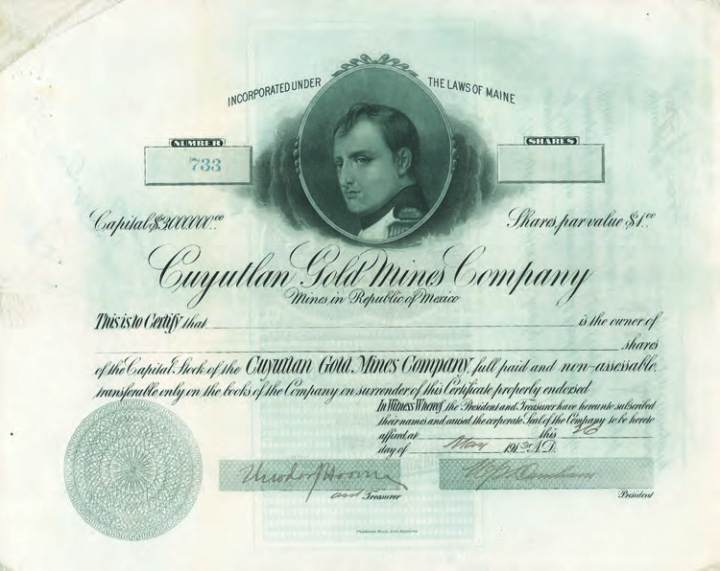 INCORPORATED UNDER THE LAWS OF MAINE
NUMBER
733
SHARES
Capital $3,000,000.00
Shares, par value $1.00
Cuyutlan Gold Mines Company
Mines in Republic of Mexico
This is to Certify that is the owner of
shares
of the Capital Stock of the Cuyutlan Gold Mines Company, full paid and non-assessable,
transferable only on the books of the Company on surrender of this Certificate properly endorsed.
In Witness Whereof, the President and Treasurer have hereunto subscribed
their names and caused the corporate Seal of the Company to be hereto
affixed at this 26
day of May 191 A.D.
Treasurer
President